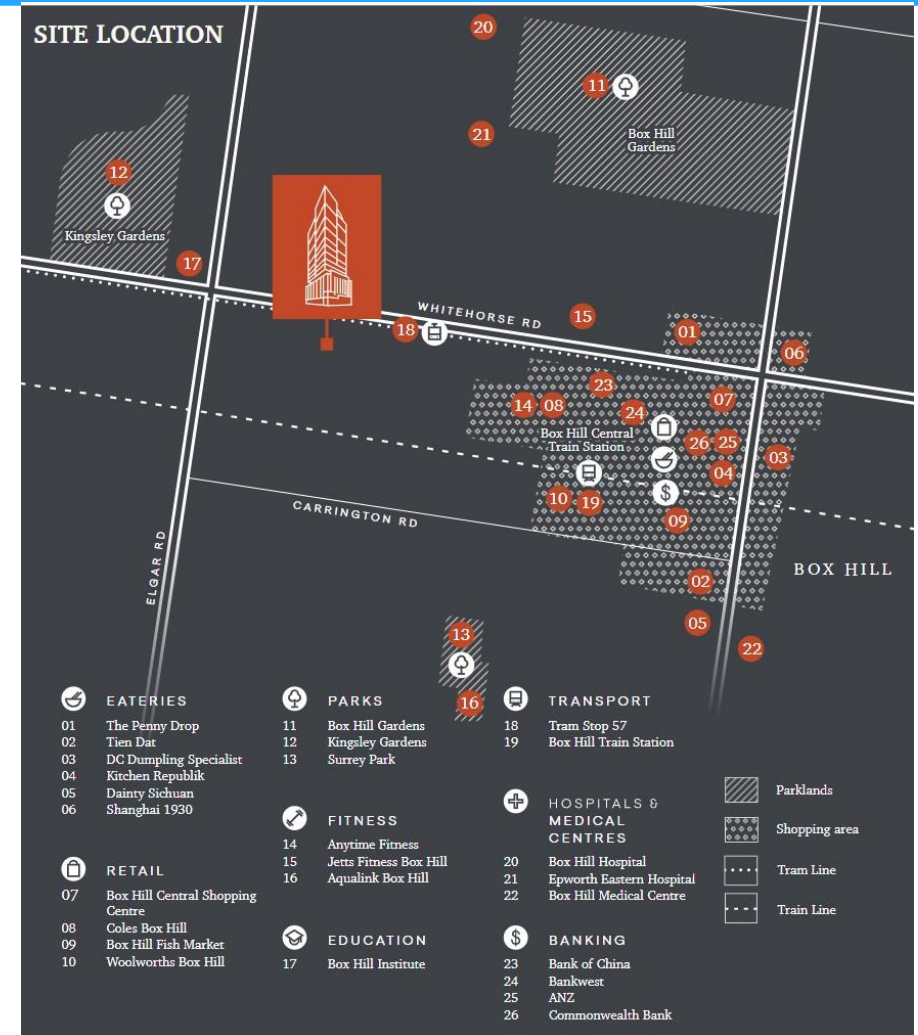 SITE LOCATION
20
11
Box Hill
Gardens
21
12
Kingsley Gardens
17
WHITEHORSE RD
18
15
01
06
23
14
08
24
07
Box Hill Central
Train Station
26
25
03
04
10
19
09
CARRINGTON RD
ELGAR RD
BOX HILL
02
05
22
13
16
EATERIES
01 The Penny Drop
02 Tien Dat
03 DC Dumpling Specialist
04 Kitchen Republik
05 Dainty Sichuan
06 Shanghai 1930
RETAIL
07 Box Hill Central Shopping
Centre
08 Coles Box Hill
09 Box Hill Fish Market
10 Woolworths Box Hill
PARKS
11 Box Hill Gardens
12 Kingsley Gardens
13 Surrey Park
FITNESS
14 Anytime Fitness
15 Jetts Fitness Box Hill
16 Aqualink Box Hill
EDUCATION
17 Box Hill Institute
TRANSPORT
18 Tram Stop 57
19 Box Hill Train Station
HOSPITALS &
MEDICAL
CENTRES
20 Box Hill Hospital
21 Epworth Eastern Hospital
22 Box Hill Medical Centre
$ BANKING
23 Bank of China
24 Bankwest
25 ANZ
26 Commonwealth Bank
Parklands
Shopping area
Tram Line
Train Line